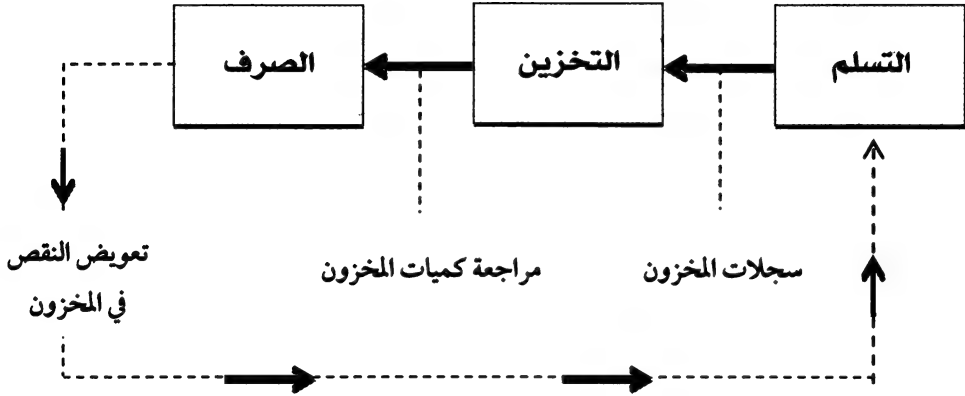 التسلم
التخزين
الصرف
سجلات المخزون
مراجعة كميات المخزون
تعويض النقص
في المخزون